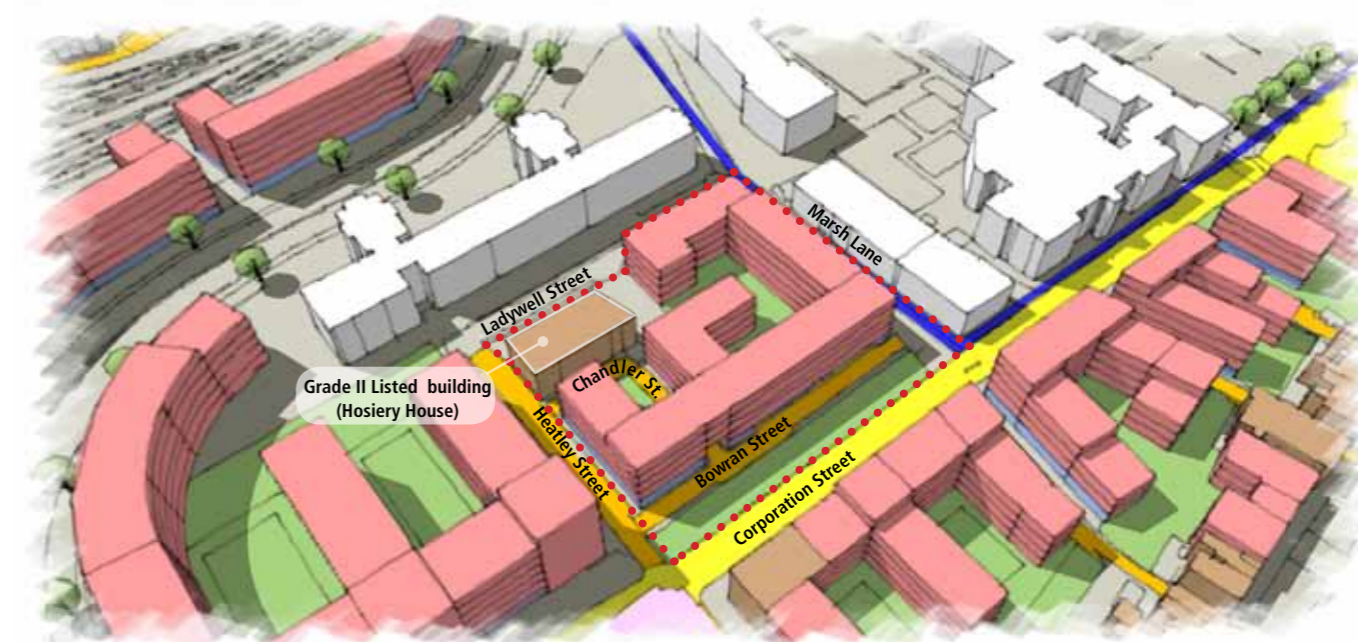 Marsh Lane
Ladywell Street
Chandler St.
Grade II Listed building
(Hosiery House)
Heatley Street
Bowran Street
Corporation Street